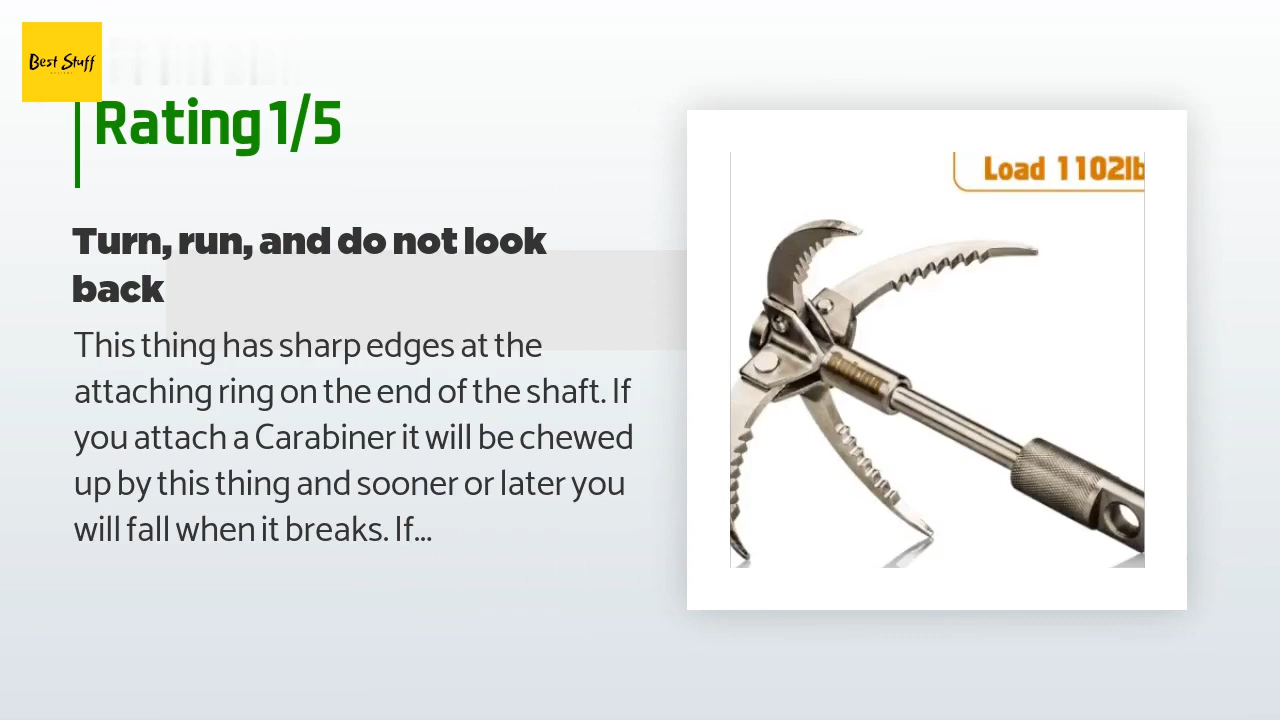 Best Stuff
Rating 1/5
Turn, run, and do not look
back
This thing has sharp edges at the
attaching ring on the end of the shaft. If
you attach a Carabiner it will be chewed
up by this thing and sooner or later you
will fall when it breaks. If...
Load 1102lb